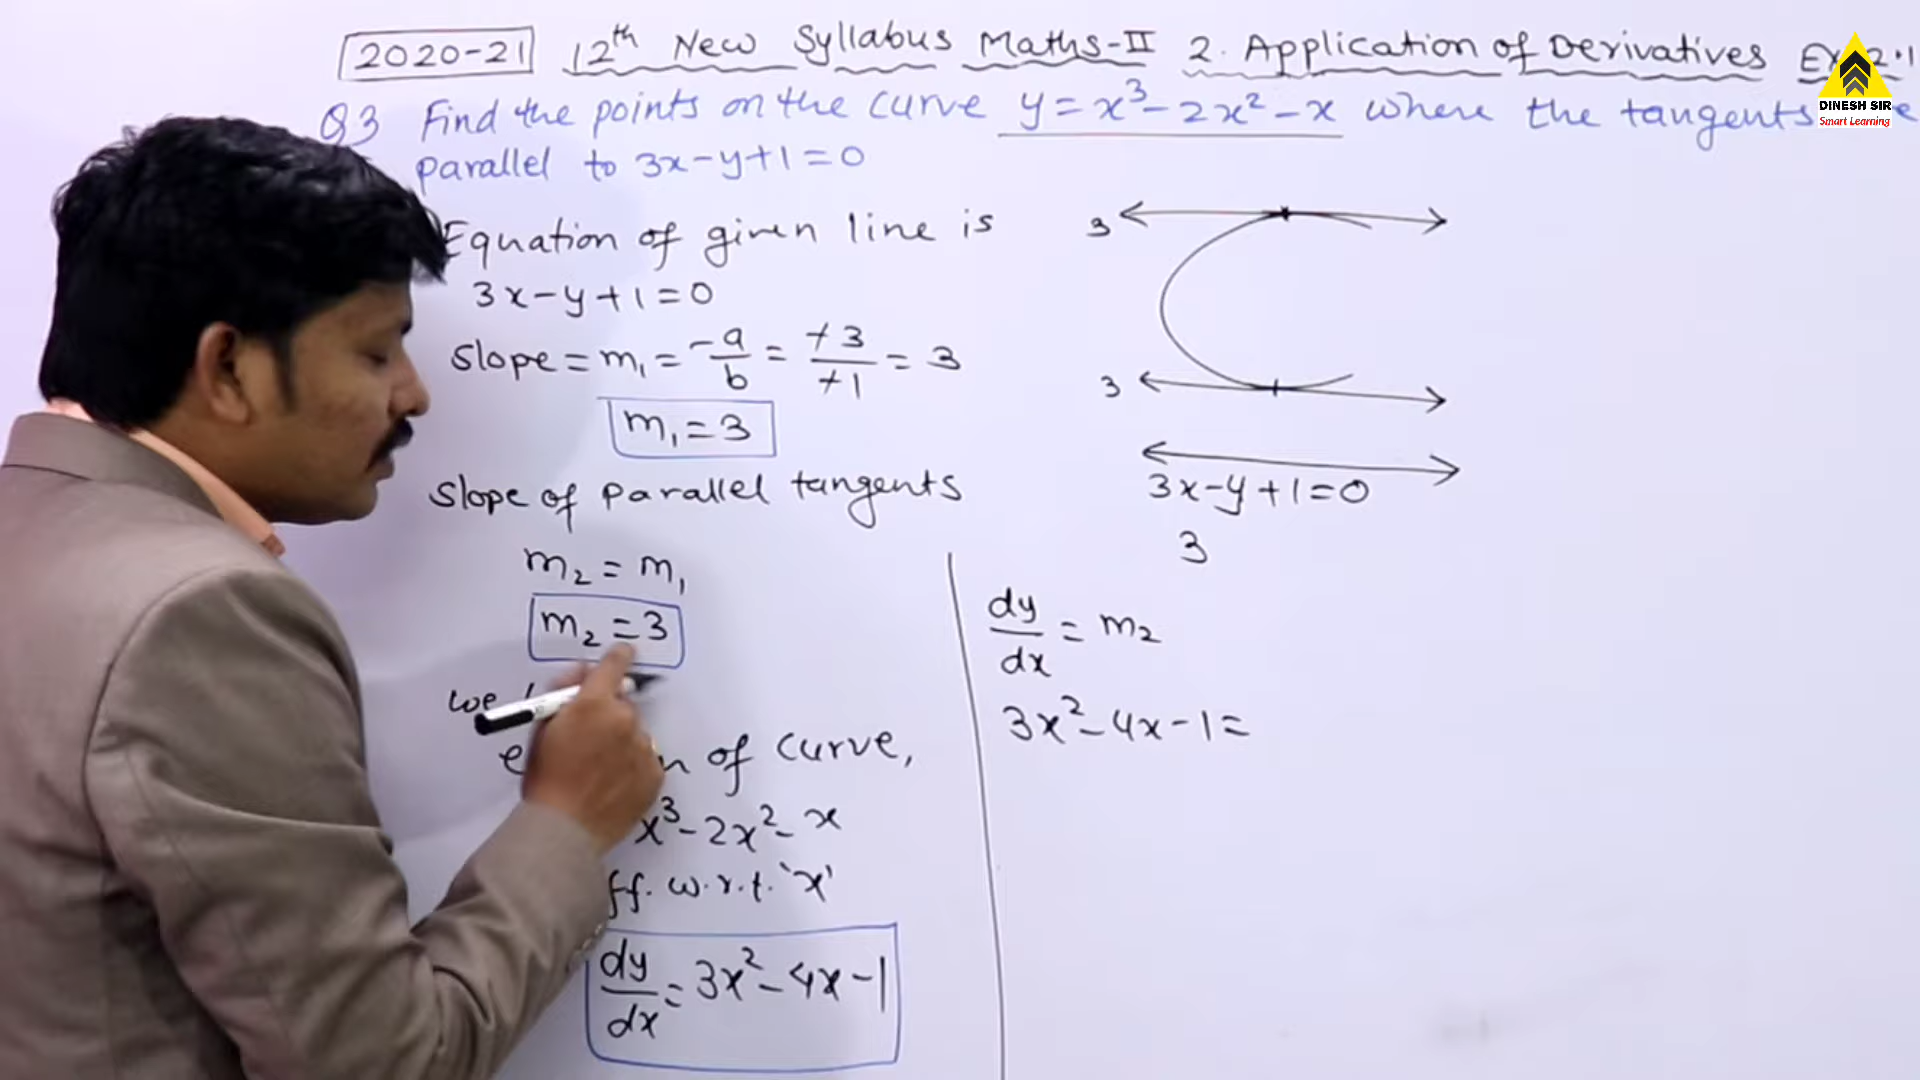 2020-21 12th New Syllabus Maths-II 2. Application of Derivatives Ex 2.1
Q3 Find the points on the curve y = x³ - 2x² - x where the tangents
parallel to 3x - y + 1 = 0
DINESH SIR
Smart Learning
Equation of given line is
3x - y + 1 = 0
Slope = m₁ = -a/b = +3/+1 = 3
m₁ = 3
Slope of parallel tangents
m₂ = m₁
m₂ = 3
we
of curve,
x³ - 2x² - x
ff. w.r.t. 'x'
dy/dx = 3x² - 4x - 1
3
3
3x - y + 1 = 0
3
dy/dx = m₂
3x² - 4x - 1 =